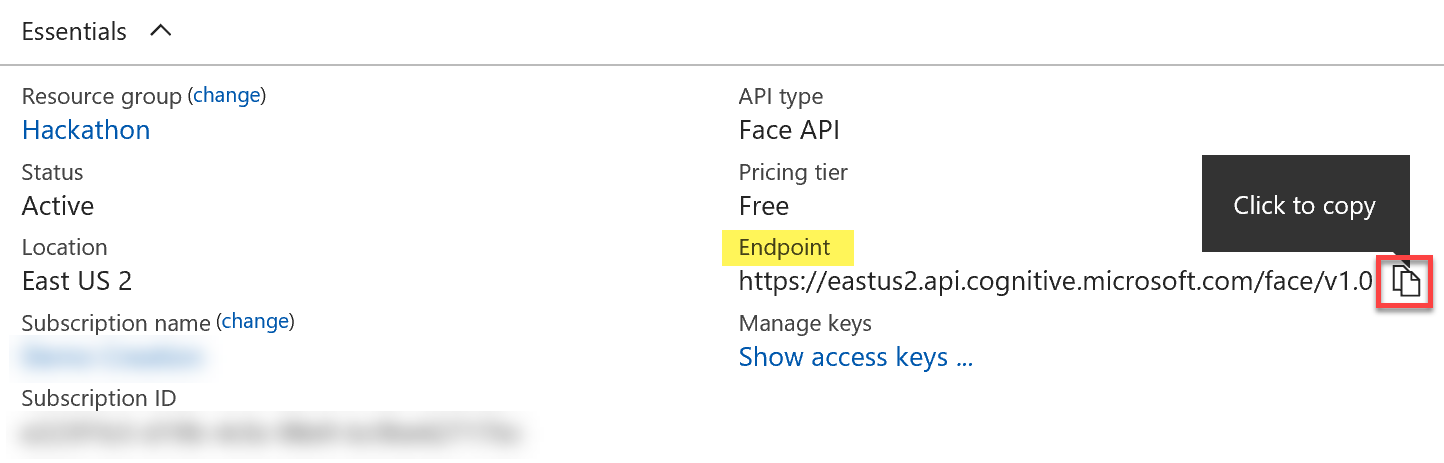 Essentials
Resource group (change)
Hackathon
Status
Active
Location
East US 2
Subscription name (change)
Subscription ID
API type
Face API
Pricing tier
Free
Click to copy
Endpoint
https://eastus2.api.cognitive.microsoft.com/face/v1.0
Manage keys
Show access keys ...